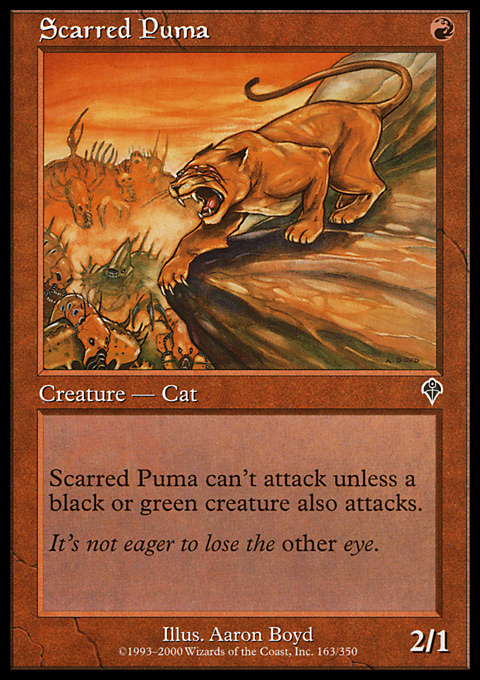 Scarred Puma
A. BOYD
Creature — Cat
Scarred Puma can't attack unless a
black or green creature also attacks.
It's not eager to lose the other eye.
Illus. Aaron Boyd
©1993–2000 Wizards of the Coast, Inc. 163/350
2/1